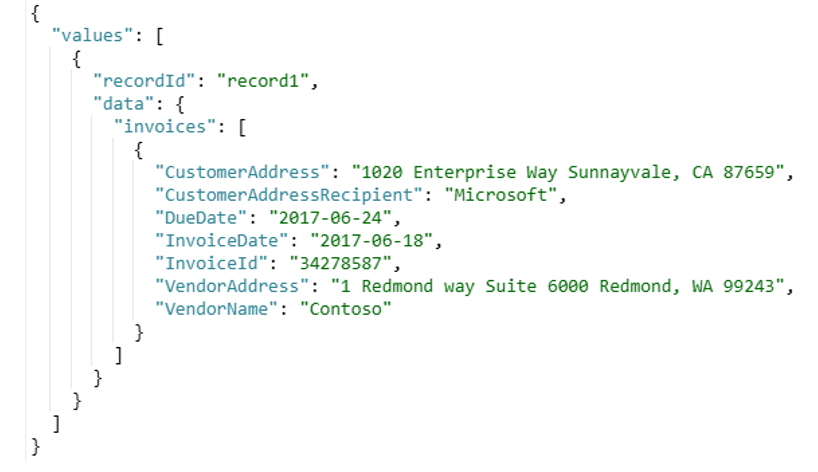 {
  "values": [
    {
      "recordId": "record1",
      "data": {
        "invoices": [
          {
            "CustomerAddress": "1020 Enterprise Way Sunnayvale, CA 87659",
            "CustomerAddressRecipient": "Microsoft",
            "DueDate": "2017-06-24",
            "InvoiceDate": "2017-06-18",
            "InvoiceId": "34278587",
            "VendorAddress": "1 Redmond way Suite 6000 Redmond, WA 99243",
            "VendorName": "Contoso"
          }
        ]
      }
    }
  ]
}